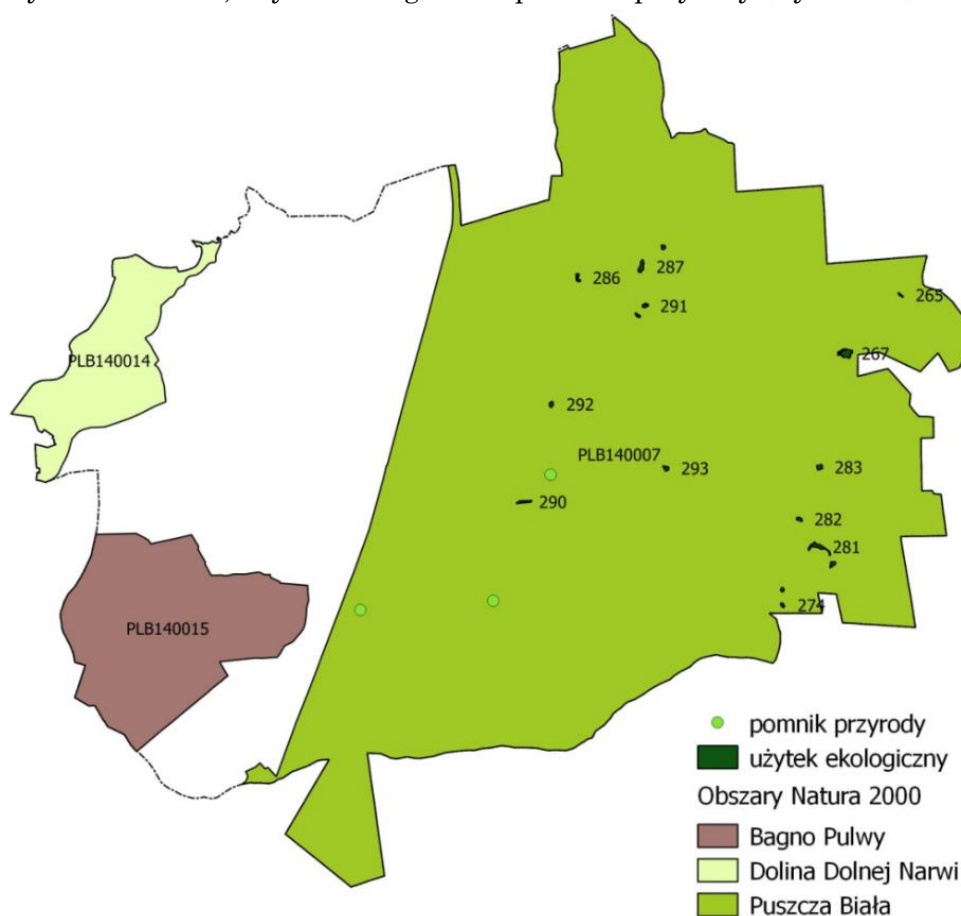 286
287
265
291
PLB140014
267
292
PLB140007
293
283
290
282
281
274
PLB140015
pomnik przyrody
użytek ekologiczny
Obszary Natura 2000
Bagno Pulwy
Dolina Dolnej Narwi
Puszcza Biała